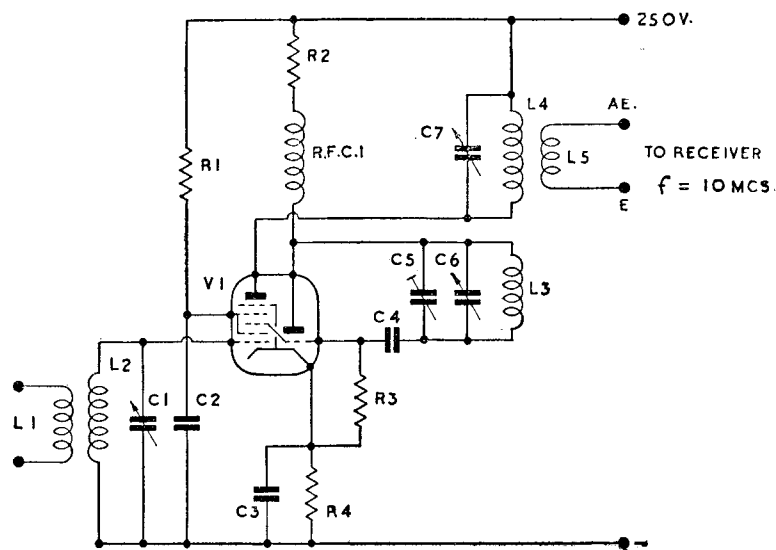 250V.
R2
L4
AE.
C7
R.F.C.1
L5
TO RECEIVER
R1
f = 10 MCS.
E
V1
C5
C6
L3
C4
L2
C1
C2
R3
L1
C3
R4
–